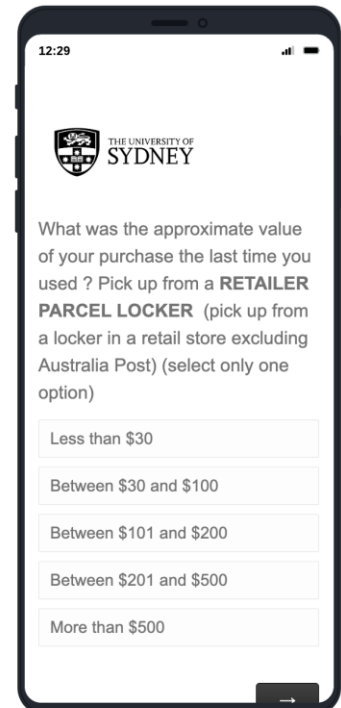 12:29
THE UNIVERSITY OF
SYDNEY
What was the approximate value
of your purchase the last time you
used ? Pick up from a RETAILER
PARCEL LOCKER (pick up from
a locker in a retail store excluding
Australia Post) (select only one
option)
Less than $30
Between $30 and $100
Between $101 and $200
Between $201 and $500
More than $500
→